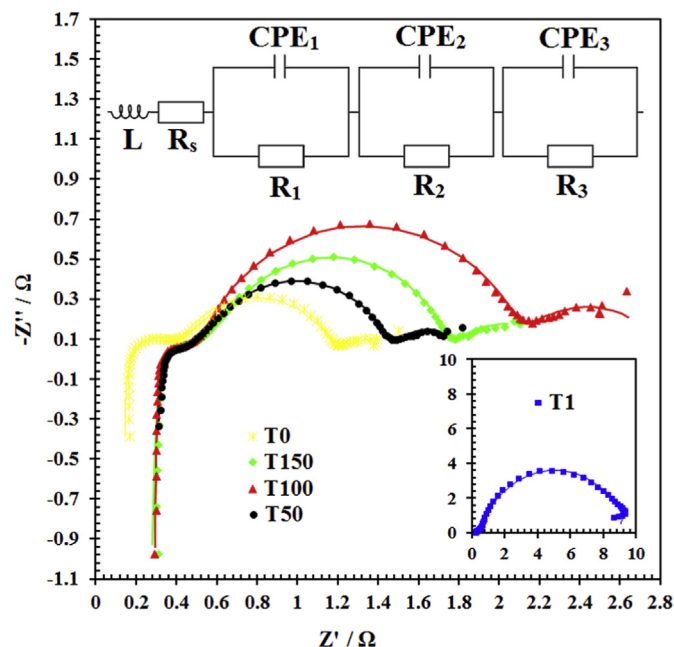 1.7
1.5
1.3
1.1
0.9
0.7
0.5
0.3
0.1
-0.1
-0.3
-0.5
-0.7
-0.9
-1.1
-Z'' / Ω
CPE1 CPE2 CPE3
L Rs
R1 R2 R3
T0
T150
T100
T50
T1
10
8
6
4
2
0
0 2 4 6 8 10
0 0.2 0.4 0.6 0.8 1 1.2 1.4 1.6 1.8 2 2.2 2.4 2.6 2.8
Z' / Ω